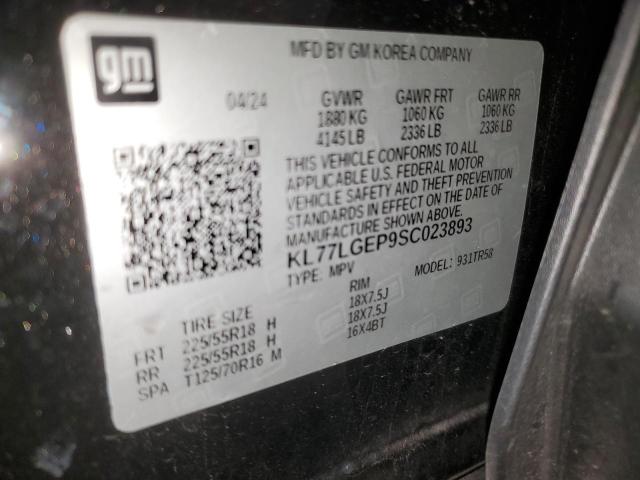 gm
MFD BY GM KOREA COMPANY
04/24 GVWR GAWR FRT GAWR RR
1880 KG 1060 KG 1060 KG
4145 LB 2336 LB 2336 LB
THIS VEHICLE CONFORMS TO ALL
APPLICABLE U.S. FEDERAL MOTOR
VEHICLE SAFETY AND THEFT PREVENTION
STANDARDS IN EFFECT ON THE DATE OF
MANUFACTURE SHOWN ABOVE.
KL77LGEP9SC023893
TYPE: MPV MODEL: 931TR58
TIRE SIZE RIM
FRT 225/55R18 H 18X7.5J
RR 225/55R18 H 18X7.5J
SPA T125/70R16 M 16X4BT